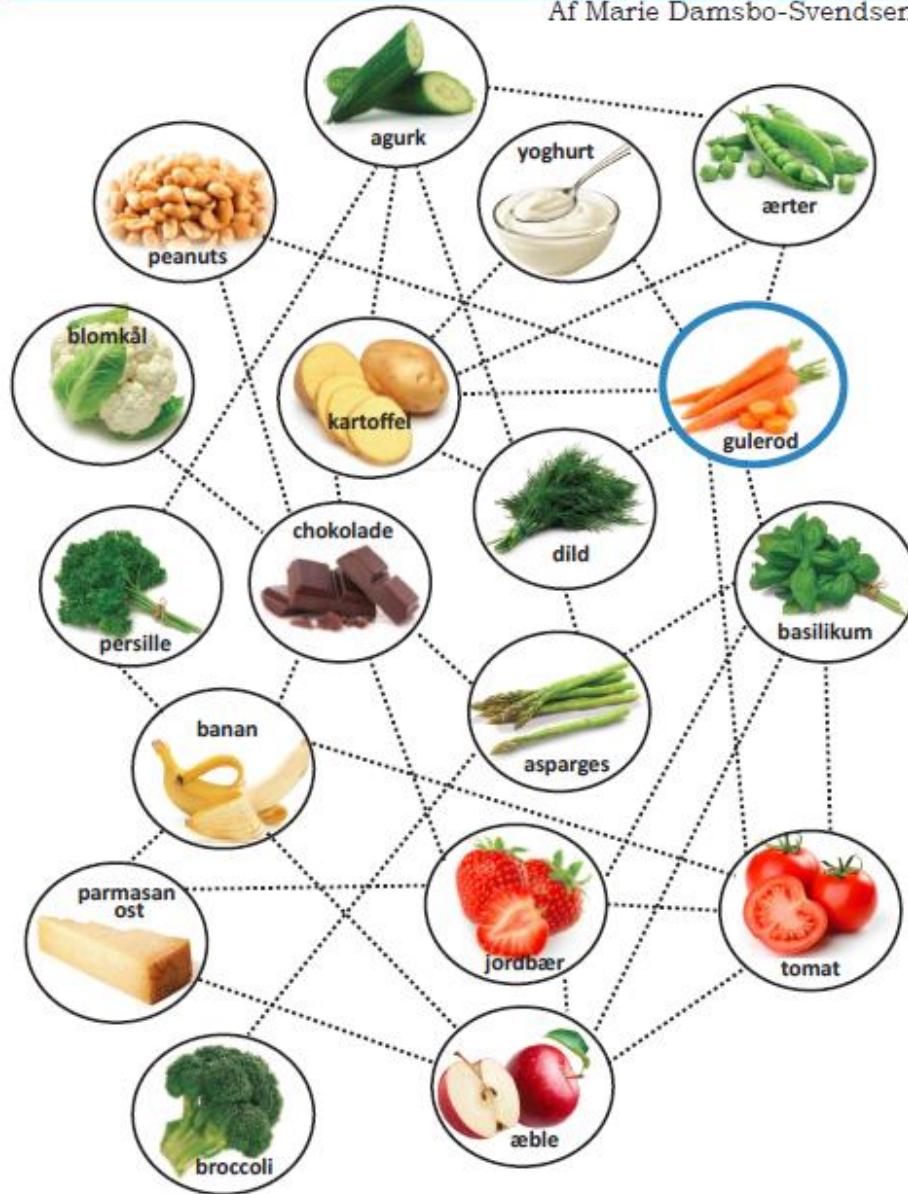 Af Marie Damsbo-Svendsen
agurk
yoghurt
ærter
peanuts
blomkål
kartoffel
gulerod
chokolade
dild
persille
basilikum
banan
asparges
parmasan
ost
jordbær
tomat
æble
broccoli